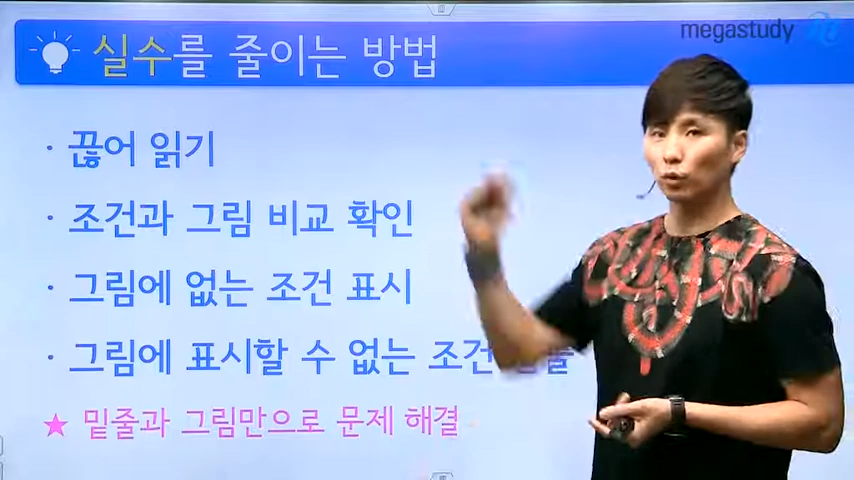 megastudy
실수를 줄이는 방법
· 끊어 읽기
· 조건과 그림 비교 확인
· 그림에 없는 조건 표시
· 그림에 표시할 수 없는 조건
★ 밑줄과 그림만으로 문제 해결